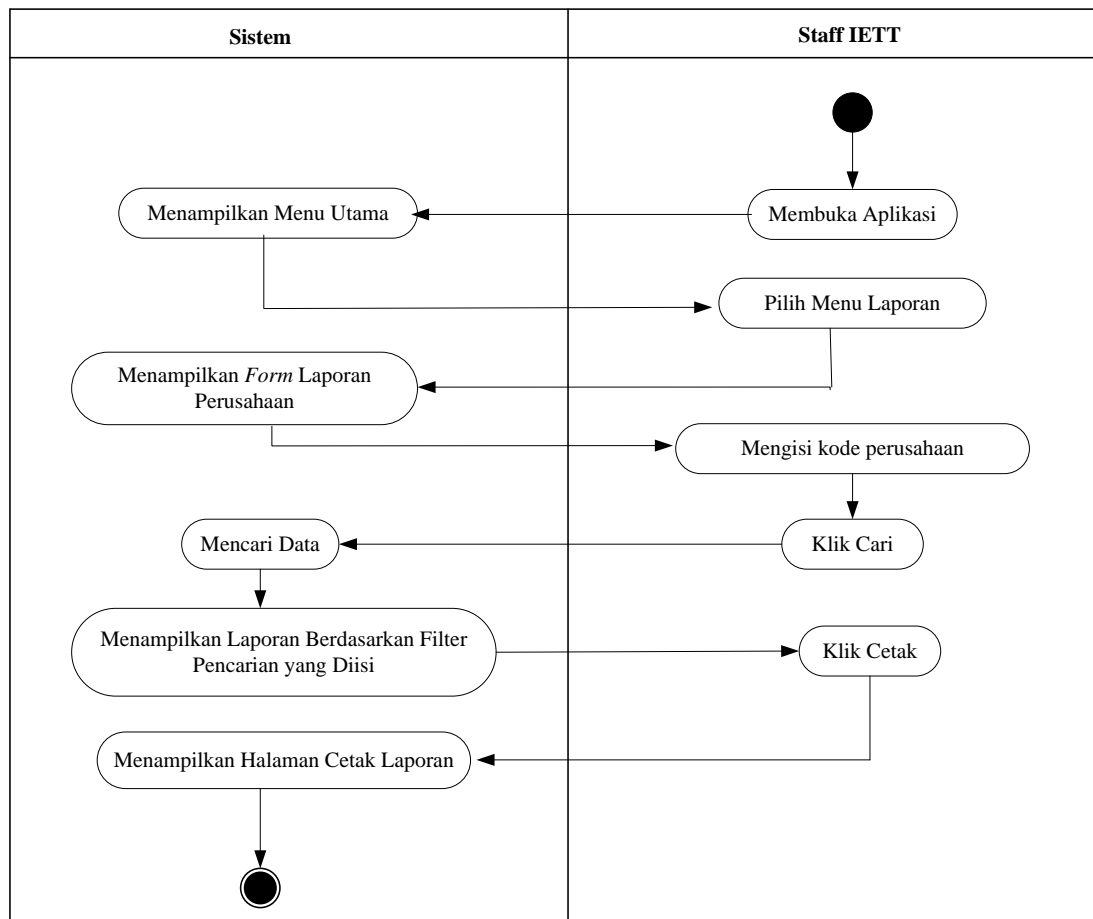 Sistem
Staff IETT
Membuka Aplikasi
Menampilkan Menu Utama
Pilih Menu Laporan
Menampilkan Form Laporan
Perusahaan
Mengisi kode perusahaan
Klik Cari
Mencari Data
Menampilkan Laporan Berdasarkan Filter
Pencarian yang Diisi
Klik Cetak
Menampilkan Halaman Cetak Laporan